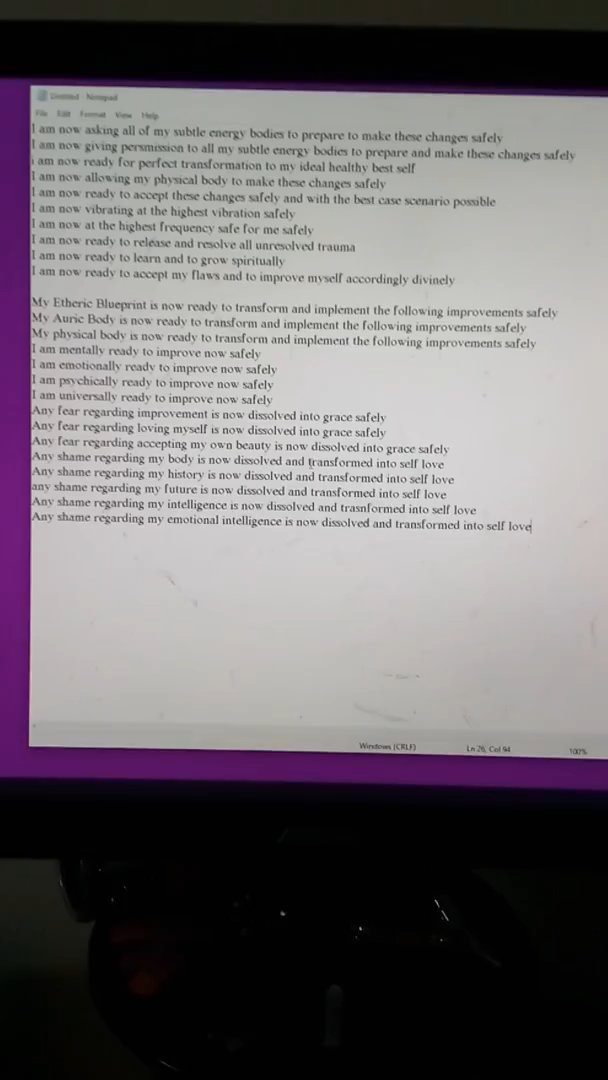 Untitled - Notepad
File Edit Format View Help
I am now asking all of my subtle energy bodies to prepare to make these changes safely
I am now giving persmission to all my subtle energy bodies to prepare and make these changes safely
i am now ready for perfect transformation to my ideal healthy best self
I am now allowing my physical body to make these changes safely
I am now ready to accept these changes safely and with the best case scenario possible
I am now vibrating at the highest vibration safely
I am now at the highest frequency safe for me safely
I am now ready to release and resolve all unresolved trauma
I am now ready to learn and to grow spiritually
I am now ready to accept my flaws and to improve myself accordingly divinely
My Etheric Blueprint is now ready to transform and implement the following improvements safely
My Auric Body is now ready to transform and implement the following improvements safely
My physical body is now ready to transform and implement the following improvements safely
I am mentally ready to improve now safely
I am emotionally ready to improve now safely
I am psychically ready to improve now safely
I am universally ready to improve now safely
Any fear regarding improvement is now dissolved into grace safely
Any fear regarding loving myself is now dissolved into grace safely
Any fear regarding accepting my own beauty is now dissolved into grace safely
Any shame regarding my body is now dissolved and transformed into self love
Any shame regarding my history is now dissolved and transformed into self love
any shame regarding my future is now dissolved and transformed into self love
Any shame regarding my intelligence is now dissolved and trasnformed into self love
Any shame regarding my emotional intelligence is now dissolved and transformed into self love
Windows (CRLF) Ln 26, Col 94 100%